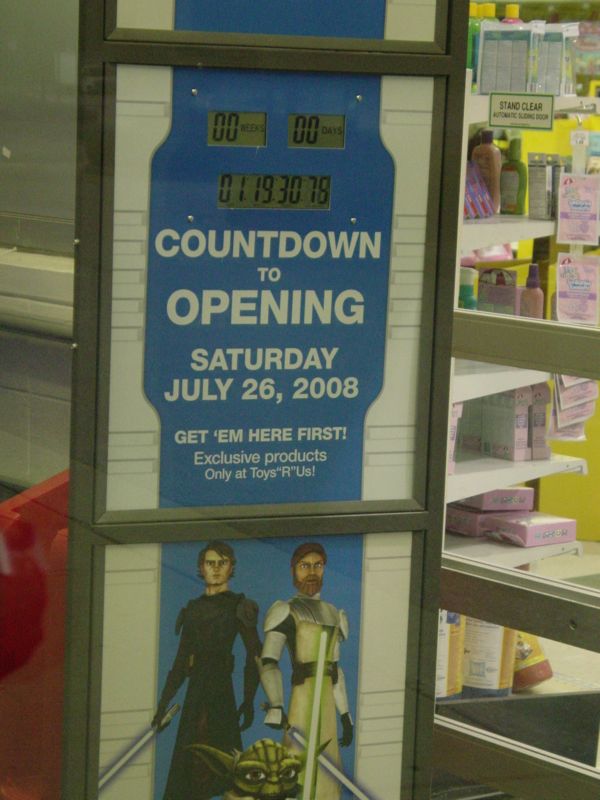 00 WEEKS 00 DAYS
01:19:30.76
COUNTDOWN
TO
OPENING
SATURDAY
JULY 26, 2008
GET 'EM HERE FIRST!
Exclusive products
Only at Toys"R"Us!
STAND CLEAR
AUTOMATIC SLIDING DOOR